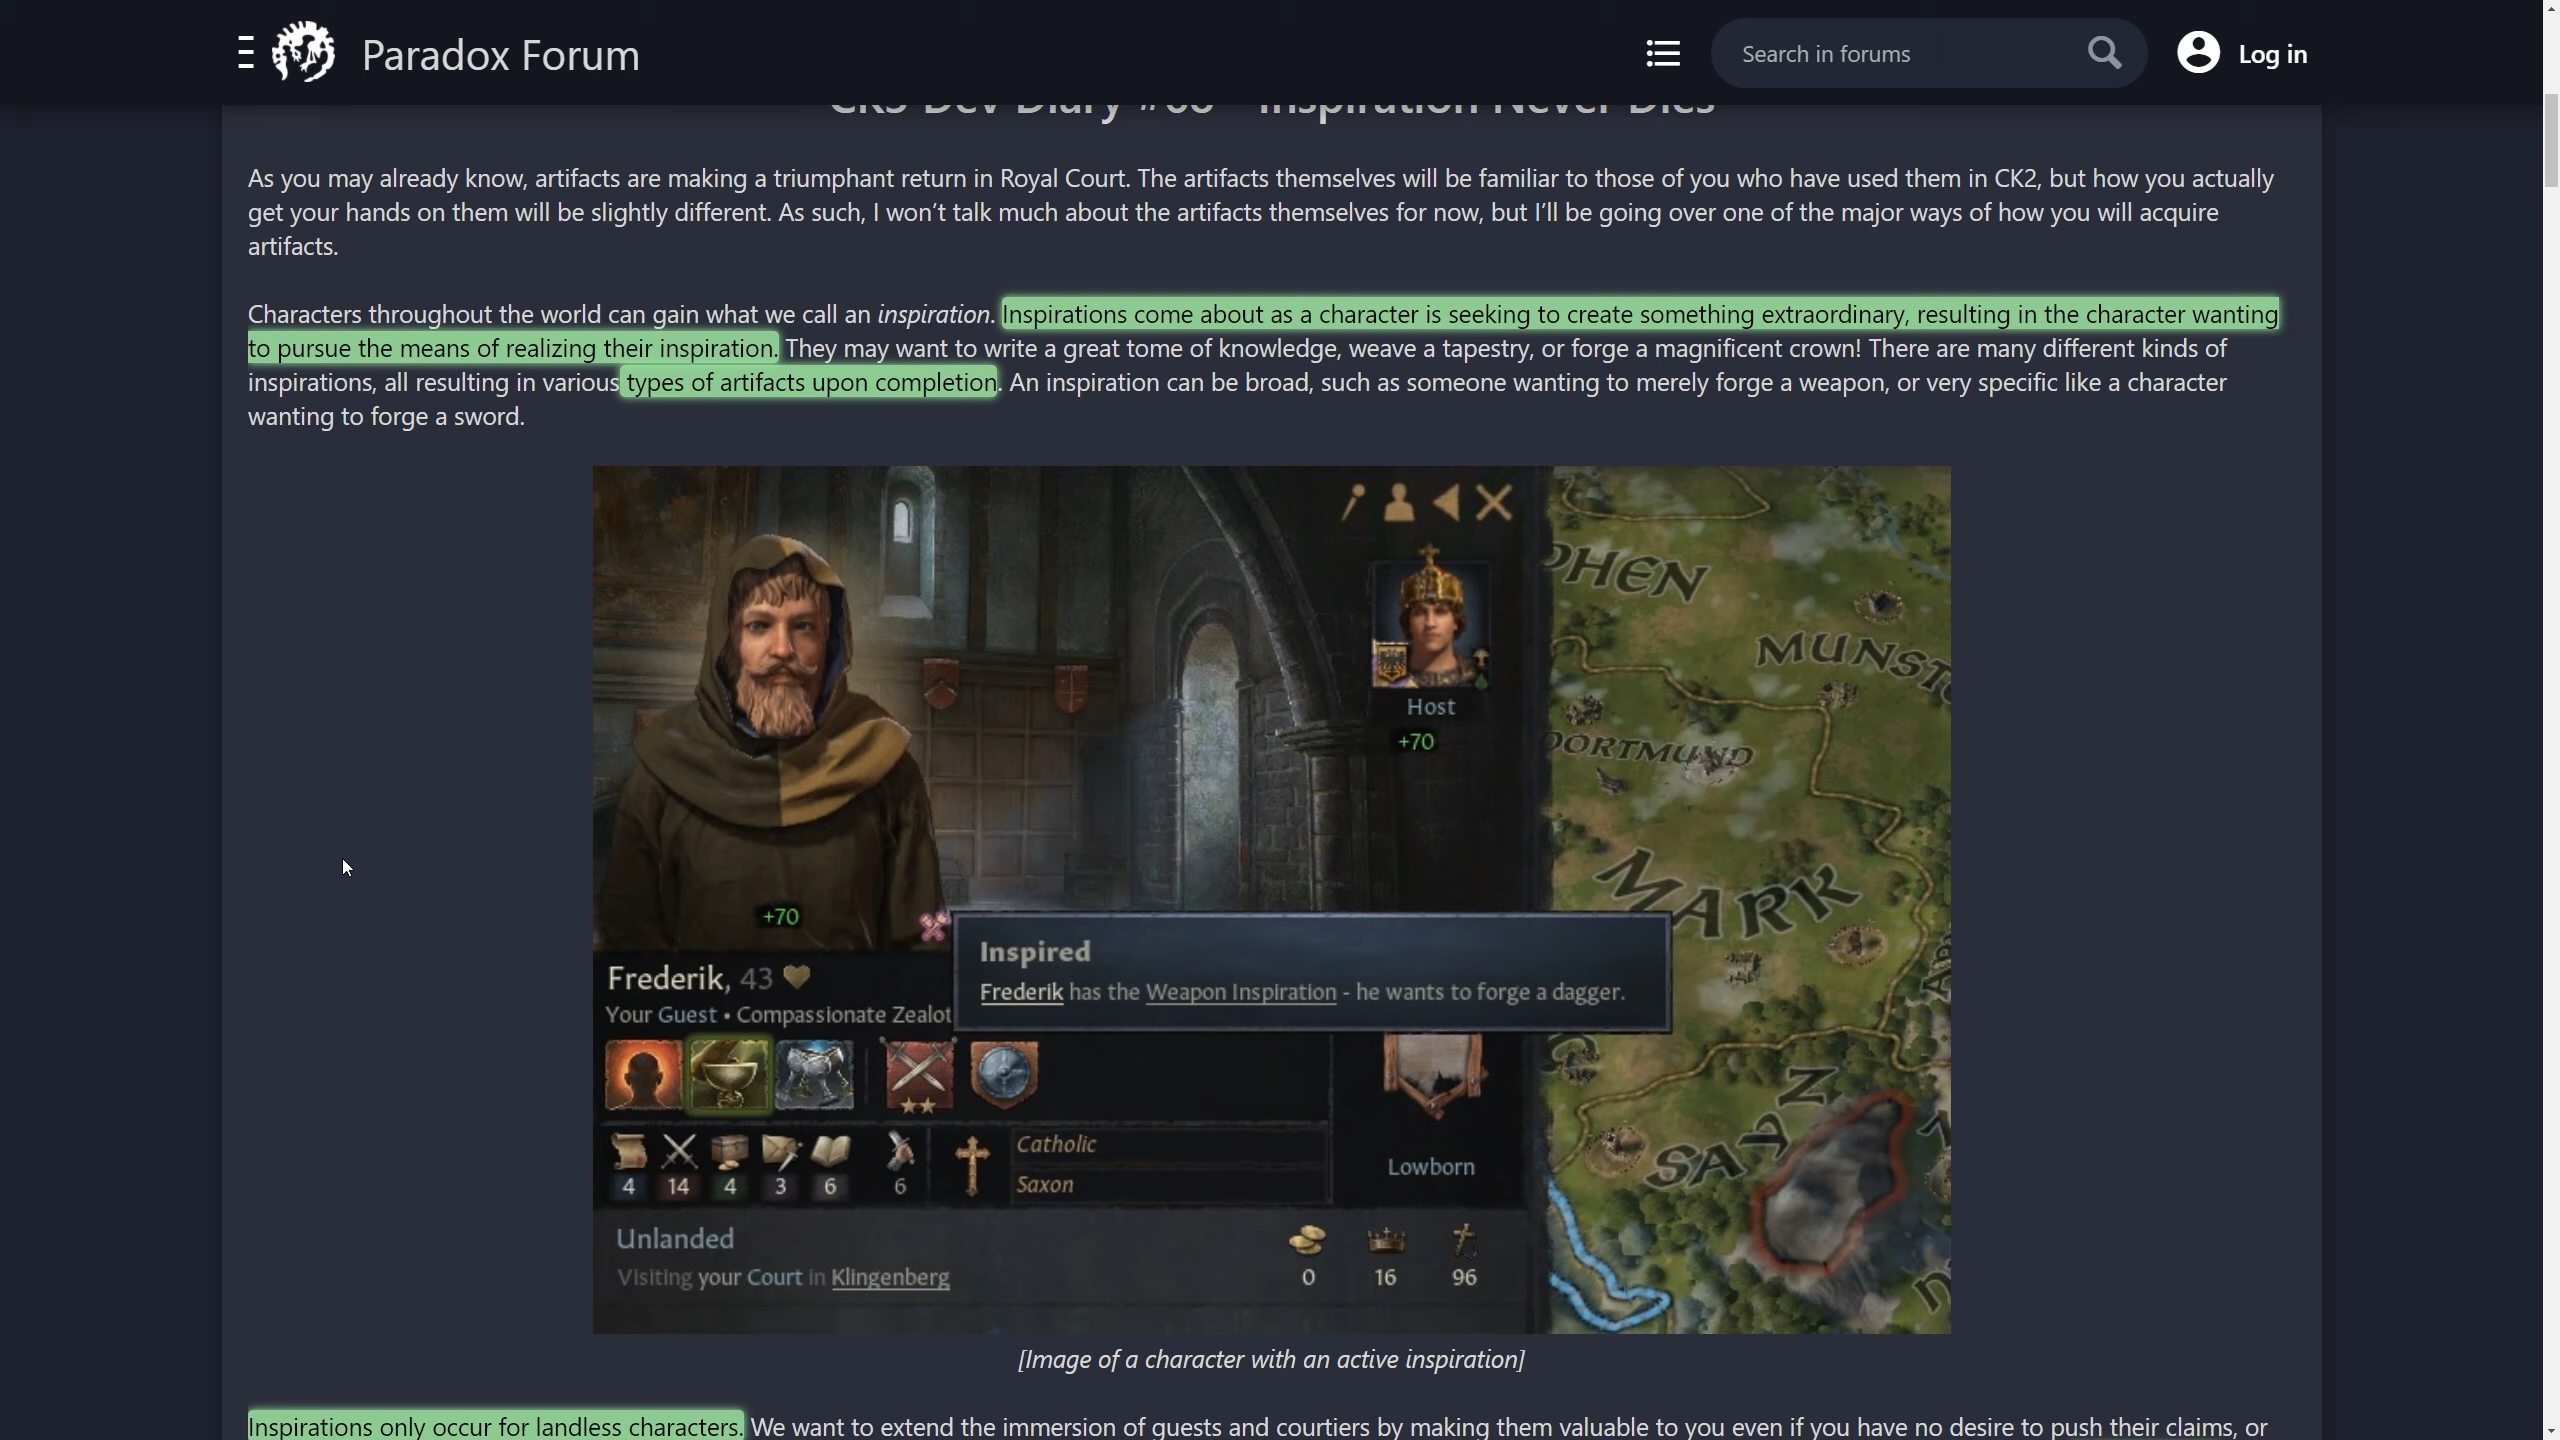 Paradox Forum
Search in forums
Log in
Inspiration Never Dies
As you may already know, artifacts are making a triumphant return in Royal Court. The artifacts themselves will be familiar to those of you who have used them in CK2, but how you actually
get your hands on them will be slightly different. As such, I won’t talk much about the artifacts themselves for now, but I’ll be going over one of the major ways of how you will acquire
artifacts.
Characters throughout the world can gain what we call an inspiration. Inspirations come about as a character is seeking to create something extraordinary, resulting in the character wanting
to pursue the means of realizing their inspiration. They may want to write a great tome of knowledge, weave a tapestry, or forge a magnificent crown! There are many different kinds of
inspirations, all resulting in various types of artifacts upon completion. An inspiration can be broad, such as someone wanting to merely forge a weapon, or very specific like a character
wanting to forge a sword.
MUNST
Host
+70
DORTMUND
MARK
+70
Inspired
Frederik has the Weapon Inspiration - he wants to forge a dagger.
Frederik, 43
Your Guest • Compassionate Zealot
Catholic
Saxon
4 14 4 3 6 6
Lowborn
SAYN
Unlanded
Visiting your Court in Klingenberg
0 16 96
[Image of a character with an active inspiration]
Inspirations only occur for landless characters. We want to extend the immersion of guests and courtiers by making them valuable to you even if you have no desire to push their claims, or